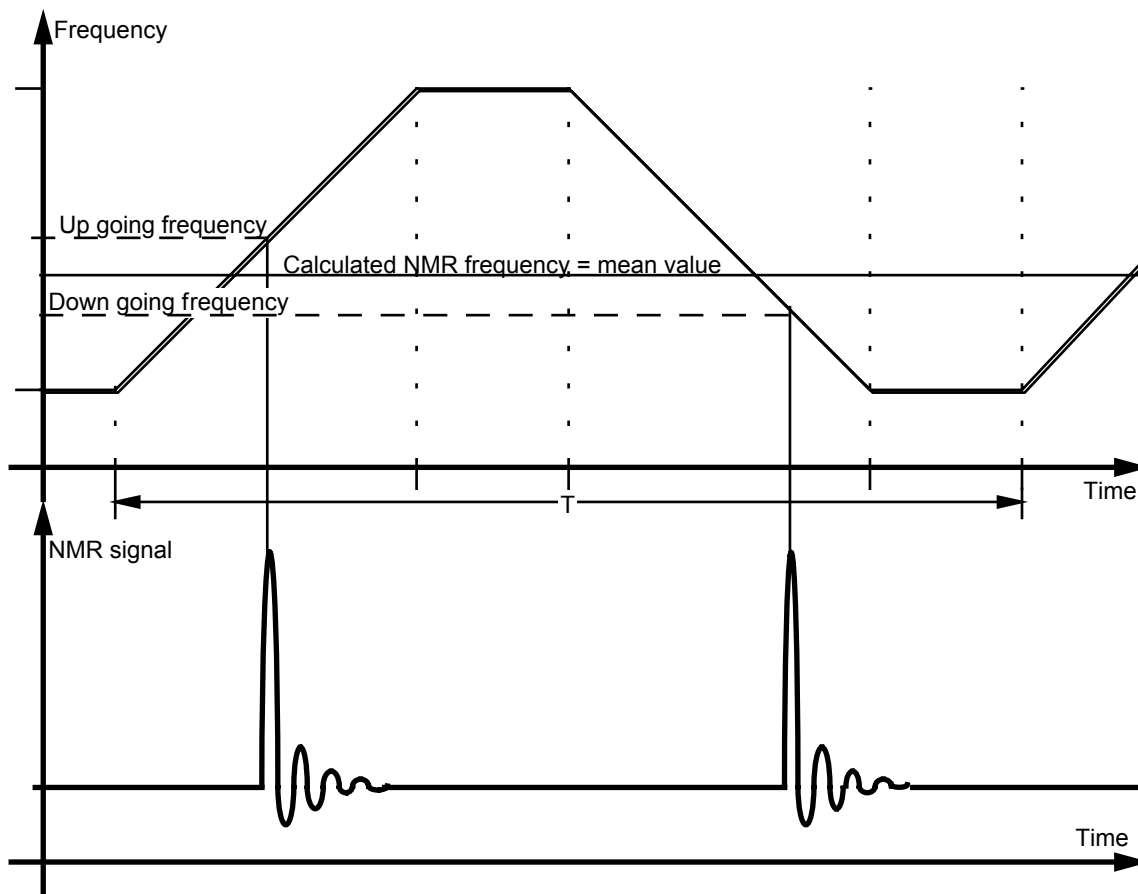 Frequency
Up going frequency
Calculated NMR frequency = mean value
Down going frequency
Time
T
NMR signal
Time